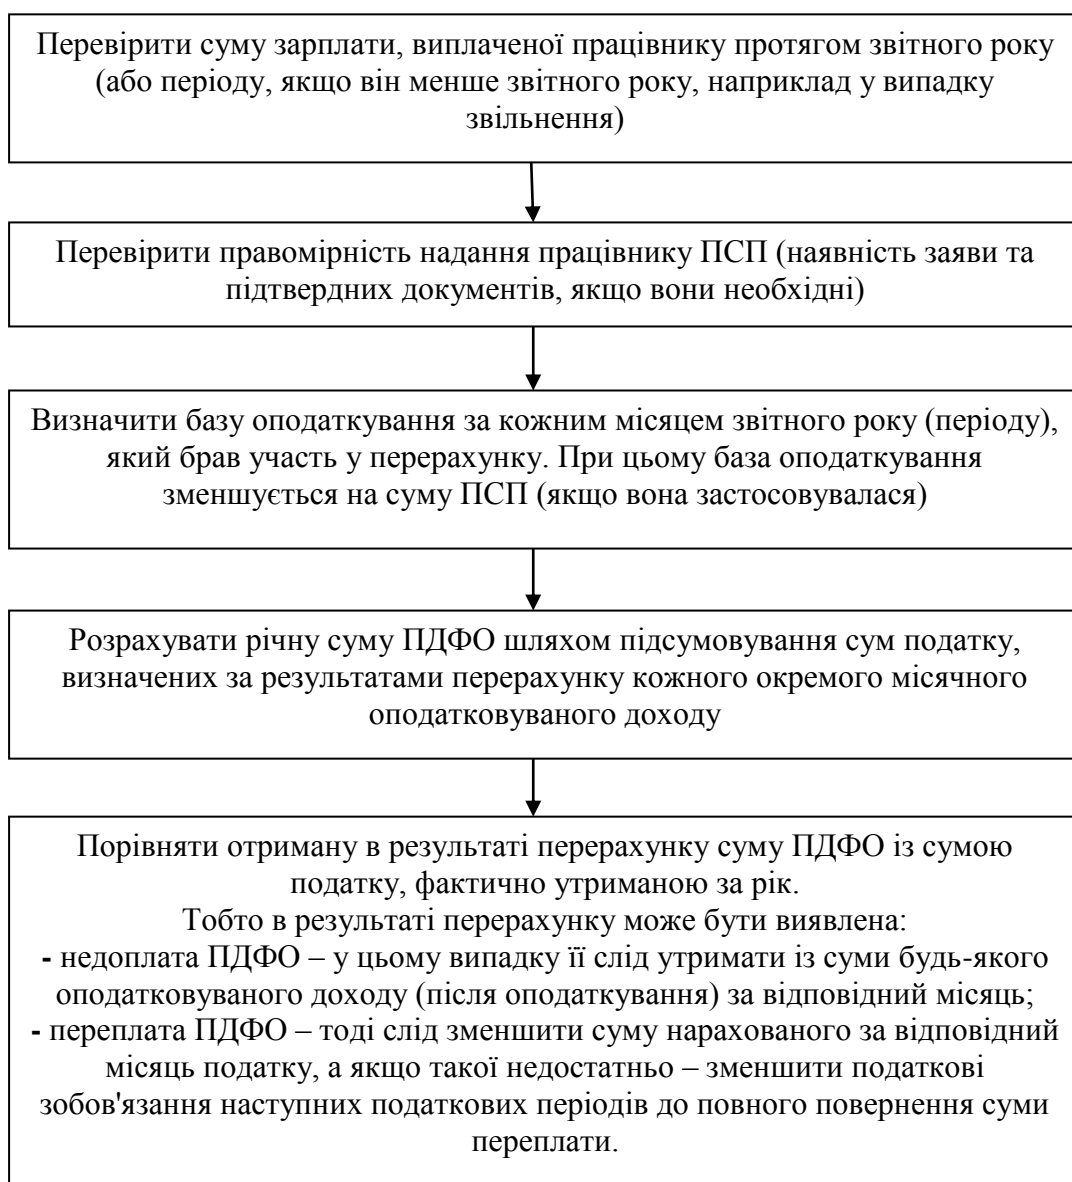 Перевірити суму зарплати, виплаченої працівнику протягом звітного року
(або періоду, якщо він менше звітного року, наприклад у випадку
звільнення)
Перевірити правомірність надання працівнику ПСП (наявність заяви та
підтвердних документів, якщо вони необхідні)
Визначити базу оподаткування за кожним місяцем звітного року (періоду),
який брав участь у перерахунку. При цьому база оподаткування
зменшується на суму ПСП (якщо вона застосовувалася)
Розрахувати річну суму ПДФО шляхом підсумовування сум податку,
визначених за результатами перерахунку кожного окремого місячного
оподатковуваного доходу
Порівняти отриману в результаті перерахунку суму ПДФО із сумою
податку, фактично утриманою за рік.
Тобто в результаті перерахунку може бути виявлена:
- недоплата ПДФО – у цьому випадку її слід утримати із суми будь-якого
оподатковуваного доходу (після оподаткування) за відповідний місяць;
- переплата ПДФО – тоді слід зменшити суму нарахованого за відповідний
місяць податку, а якщо такої недостатньо – зменшити податкові
зобов'язання наступних податкових періодів до повного повернення суми
переплати.